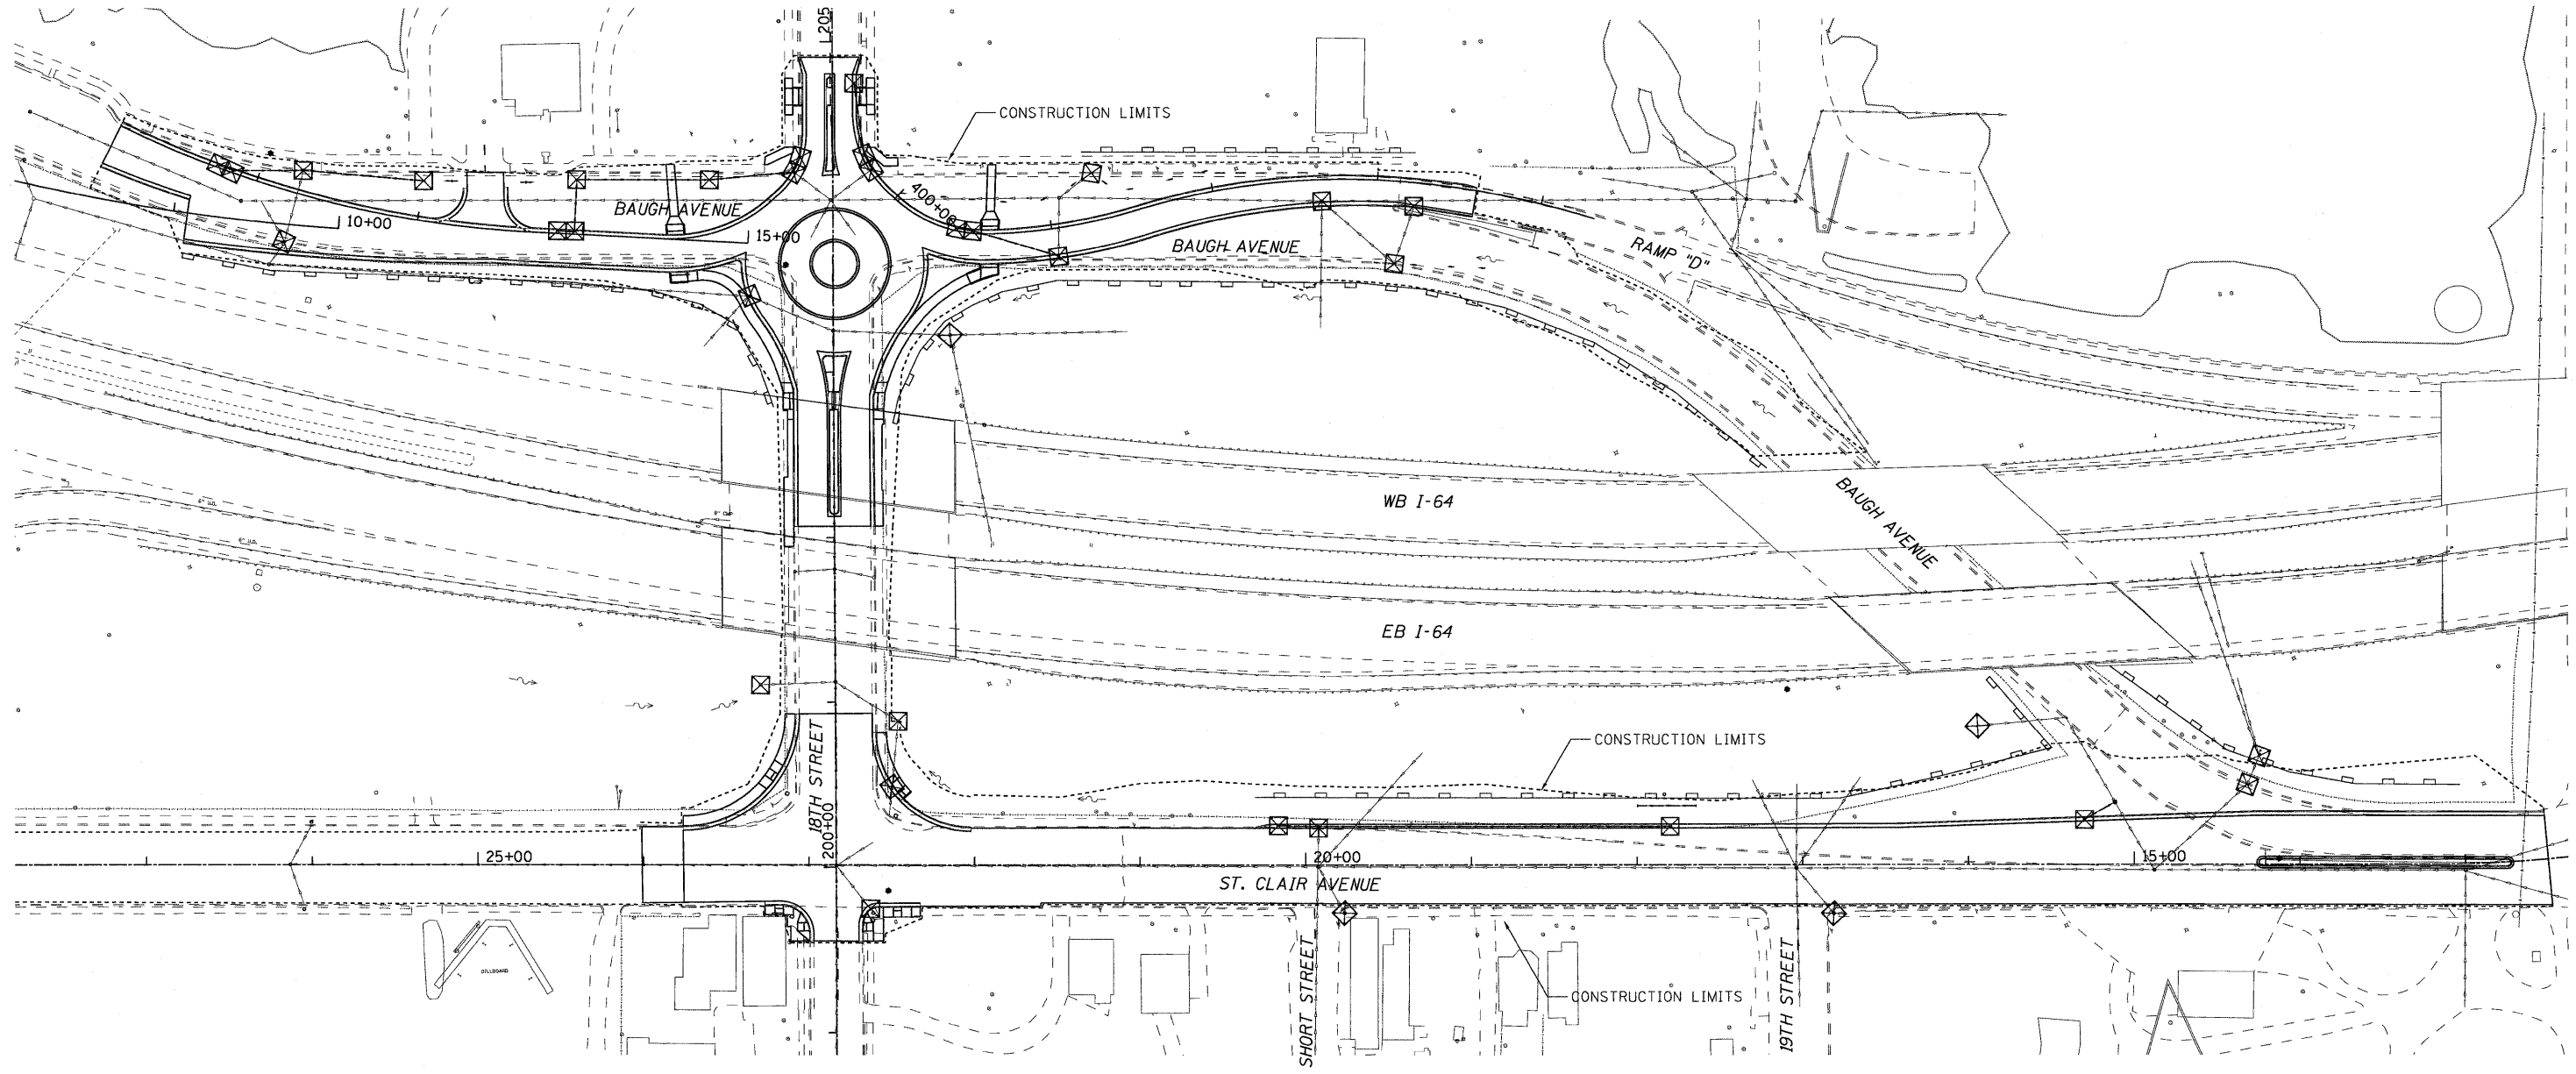 205
CONSTRUCTION LIMITS
BAUGH AVENUE
400+00
10+00
15+00
BAUGH AVENUE
RAMP "D"
WB I-64
BAUGH AVENUE
EB I-64
18TH STREET
200+00
CONSTRUCTION LIMITS
25+00
20+00
15+00
ST. CLAIR AVENUE
BILLBOARD
SHORT STREET
19TH STREET
CONSTRUCTION LIMITS